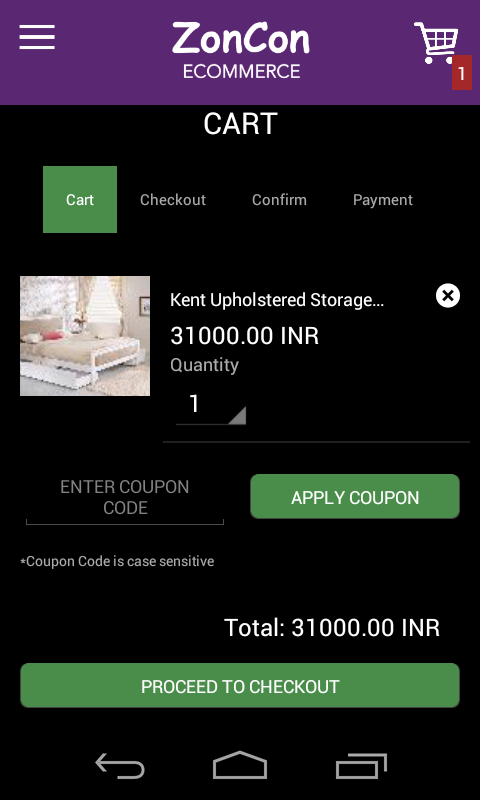 ZonCon
ECOMMERCE
1
CART
Cart Checkout Confirm Payment
Kent Upholstered Storage...
31000.00 INR
Quantity
1
ENTER COUPON
CODE
APPLY COUPON
*Coupon Code is case sensitive
Total: 31000.00 INR
PROCEED TO CHECKOUT